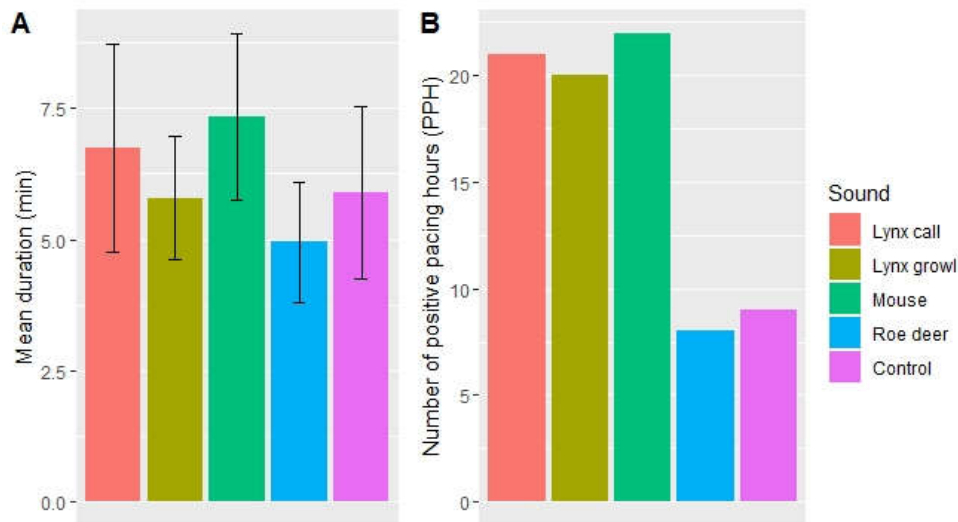 A
Mean duration (min)
7.5
5.0
2.5
0.0
B
Number of positive pacing hours (PPH)
20
15
10
5
0
Sound
Lynx call
Lynx growl
Mouse
Roe deer
Control